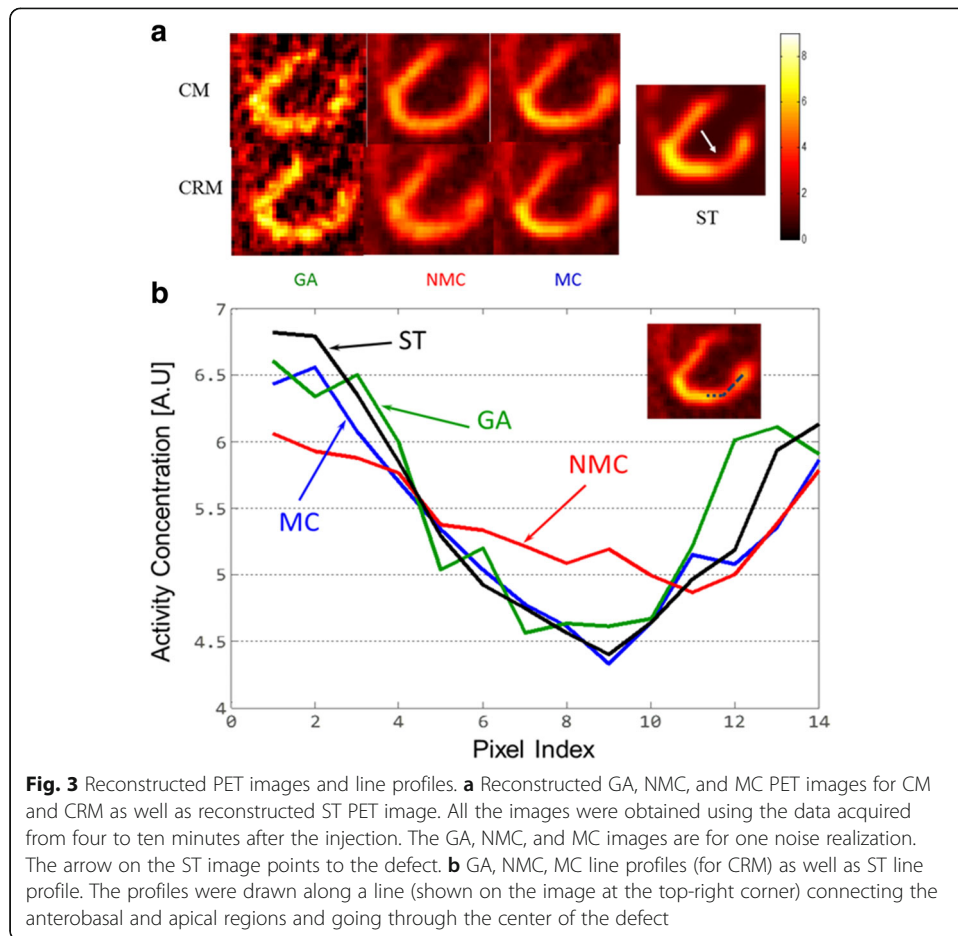 a
CM
CRM
8
6
4
2
0
ST
GA NMC MC
b
7
6.5
6
5.5
5
4.5
4
Activity Concentration [A.U]
ST
GA
NMC
MC
0 2 4 6 8 10 12 14
Pixel Index
Fig. 3 Reconstructed PET images and line profiles. a Reconstructed GA, NMC, and MC PET images for CM
and CRM as well as reconstructed ST PET image. All the images were obtained using the data acquired
from four to ten minutes after the injection. The GA, NMC, and MC images are for one noise realization.
The arrow on the ST image points to the defect. b GA, NMC, MC line profiles (for CRM) as well as ST line
profile. The profiles were drawn along a line (shown on the image at the top-right corner) connecting the
anterobasal and apical regions and going through the center of the defect